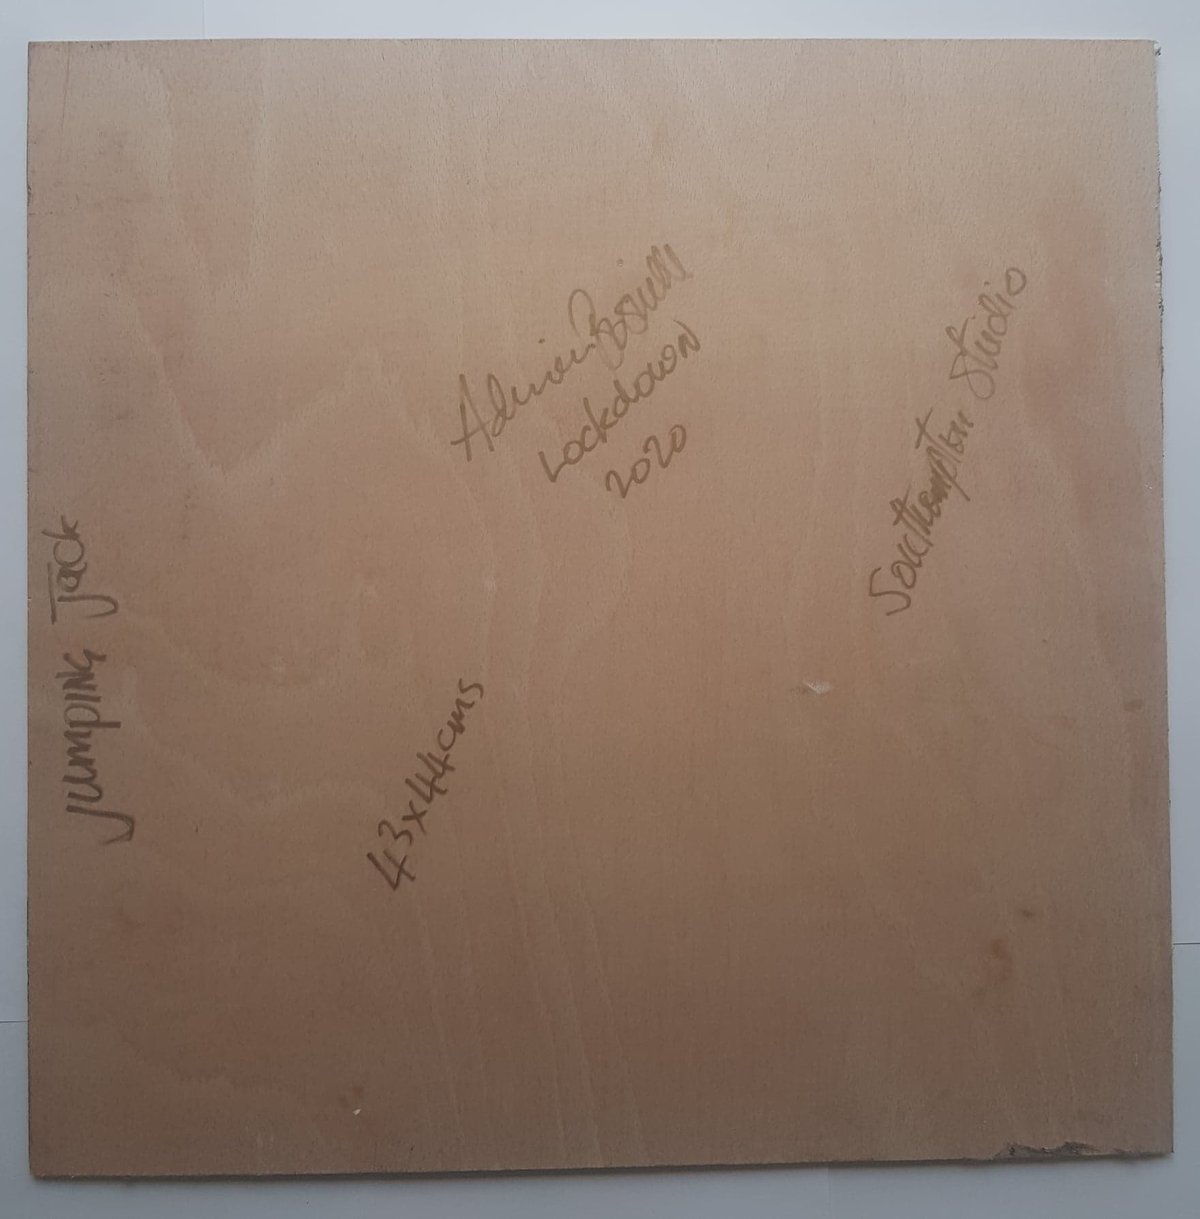 Adrian Boswell
Lockdown
2020
Southampton Studio
Jumping Jack
43x44cms